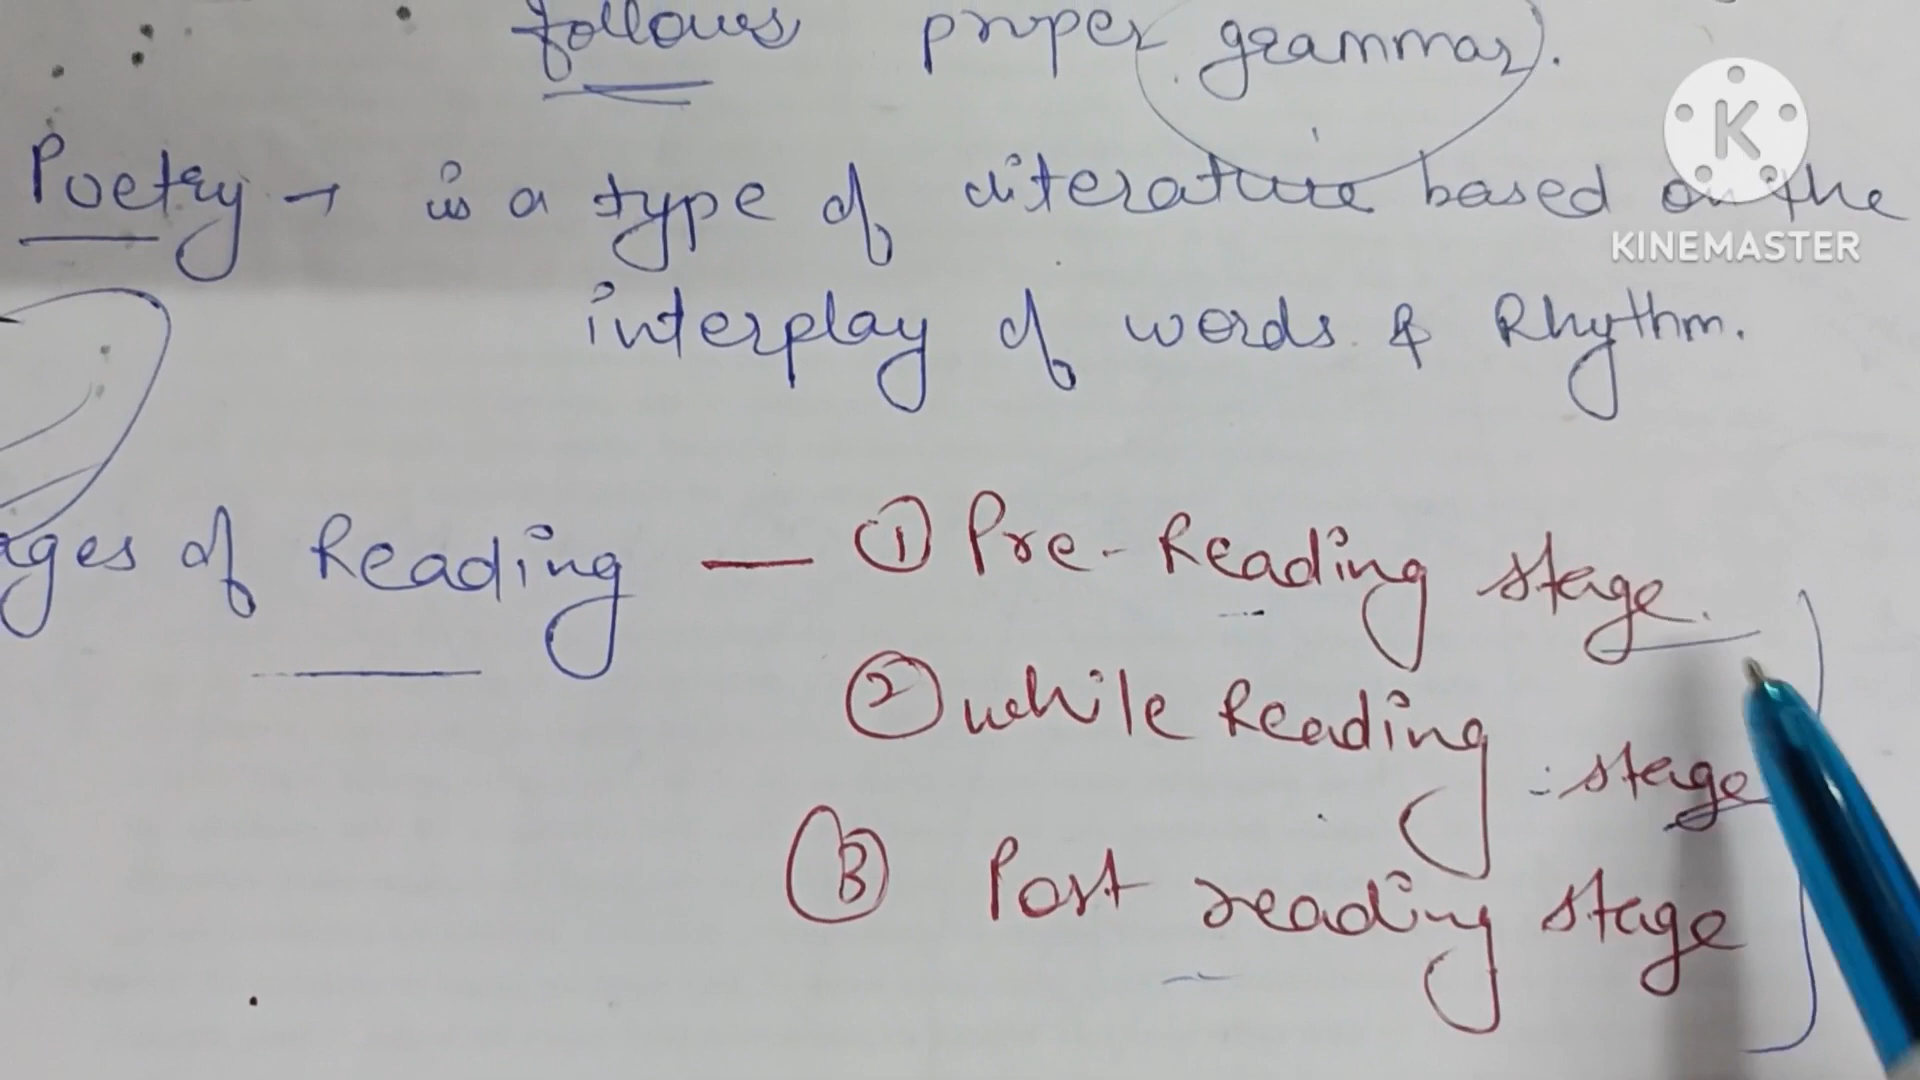 follows proper grammar).
Poetry → is a type of literature based on the
interplay of words & Rhythm.
ages of Reading — ① Pre-Reading stage.
② while Reading stage
③ Post reading stage
KINEMASTER